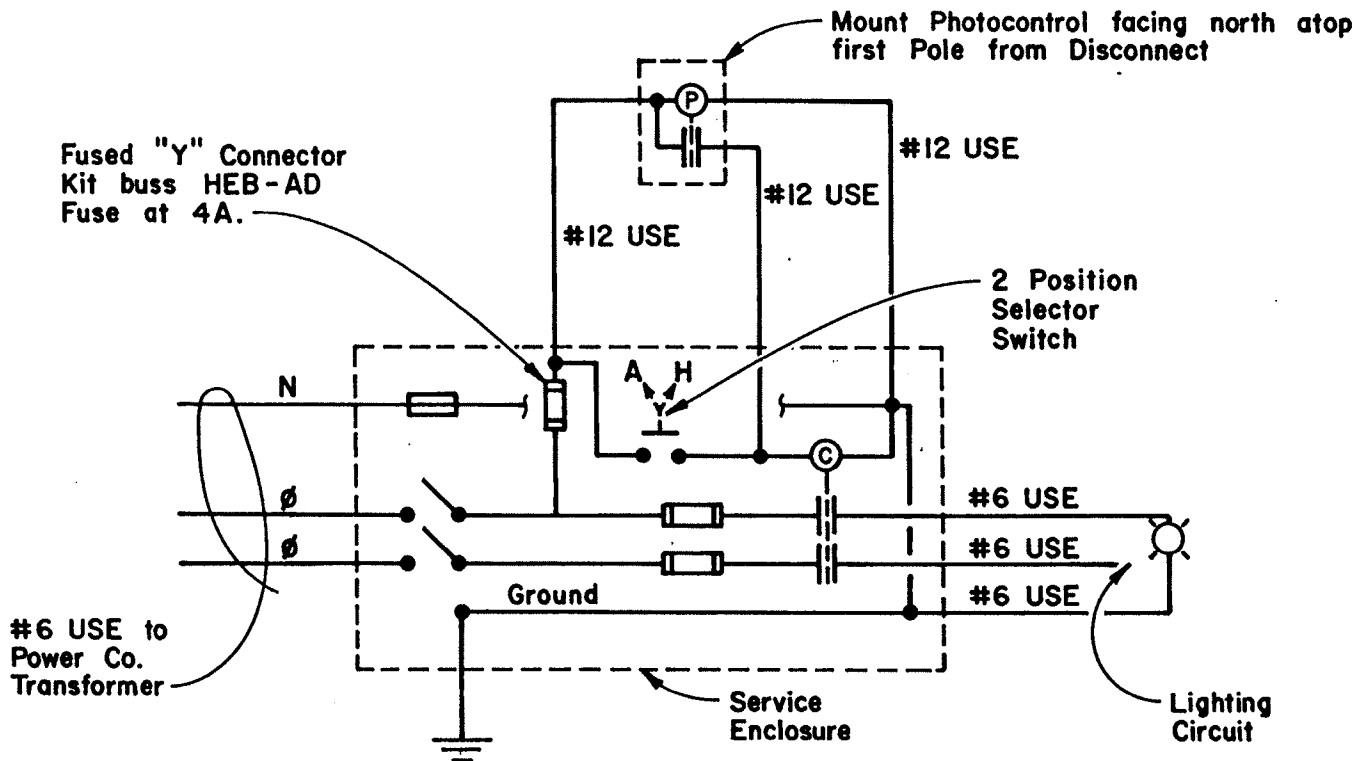 Mount Photocontrol facing north atop
first Pole from Disconnect
P
Fused "Y" Connector
Kit buss HEB-AD
Fuse at 4A.
#12 USE
#12 USE
#12 USE
2 Position
Selector
Switch
A H
N
C
Ø
#6 USE
Ø
#6 USE
Ground
#6 USE
#6 USE to
Power Co.
Transformer
Service
Enclosure
Lighting
Circuit